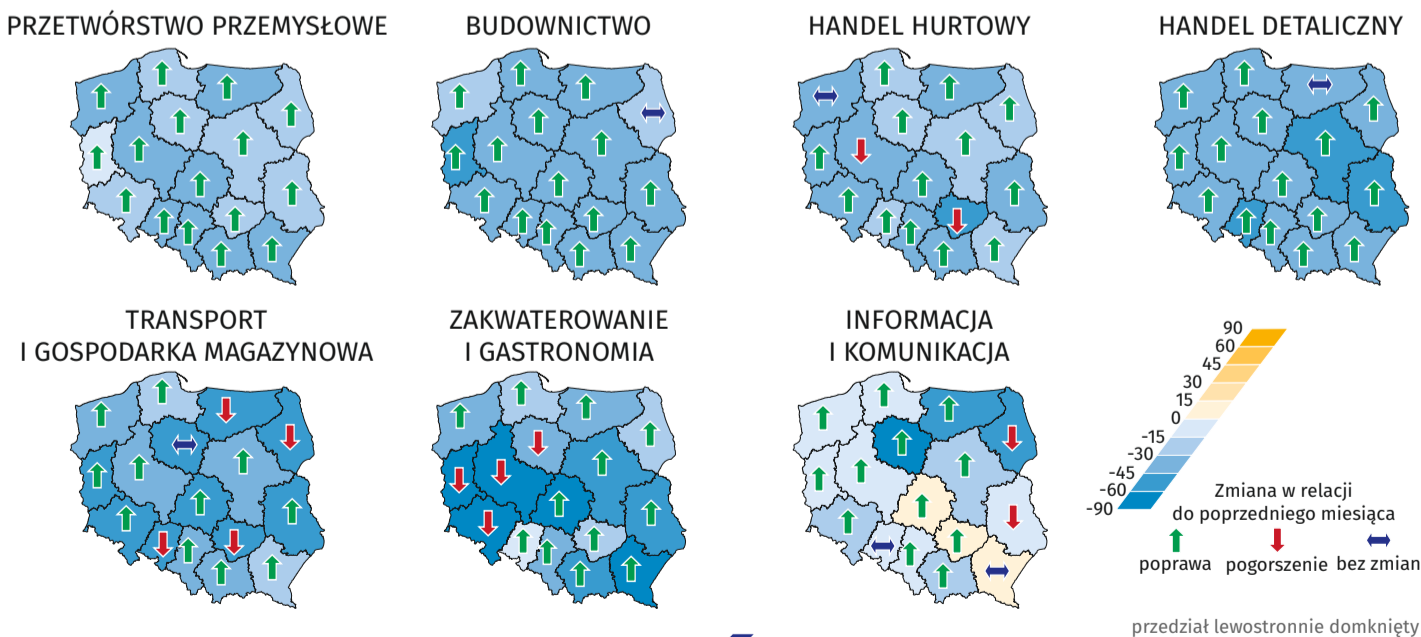 PRZETWÓRSTWO PRZEMYSŁOWE
BUDOWNICTWO
HANDEL HURTOWY
HANDEL DETALICZNY
TRANSPORT
I GOSPODARKA MAGAZYNOWA
ZAKWATEROWANIE
I GASTRONOMIA
INFORMACJA
I KOMUNIKACJA
90
60
45
30
15
0
-15
-30
-45
-60
-90
Zmiana w relacji
do poprzedniego miesiąca
poprawa
pogorszenie
bez zmian
przedział lewostronnie domknięty